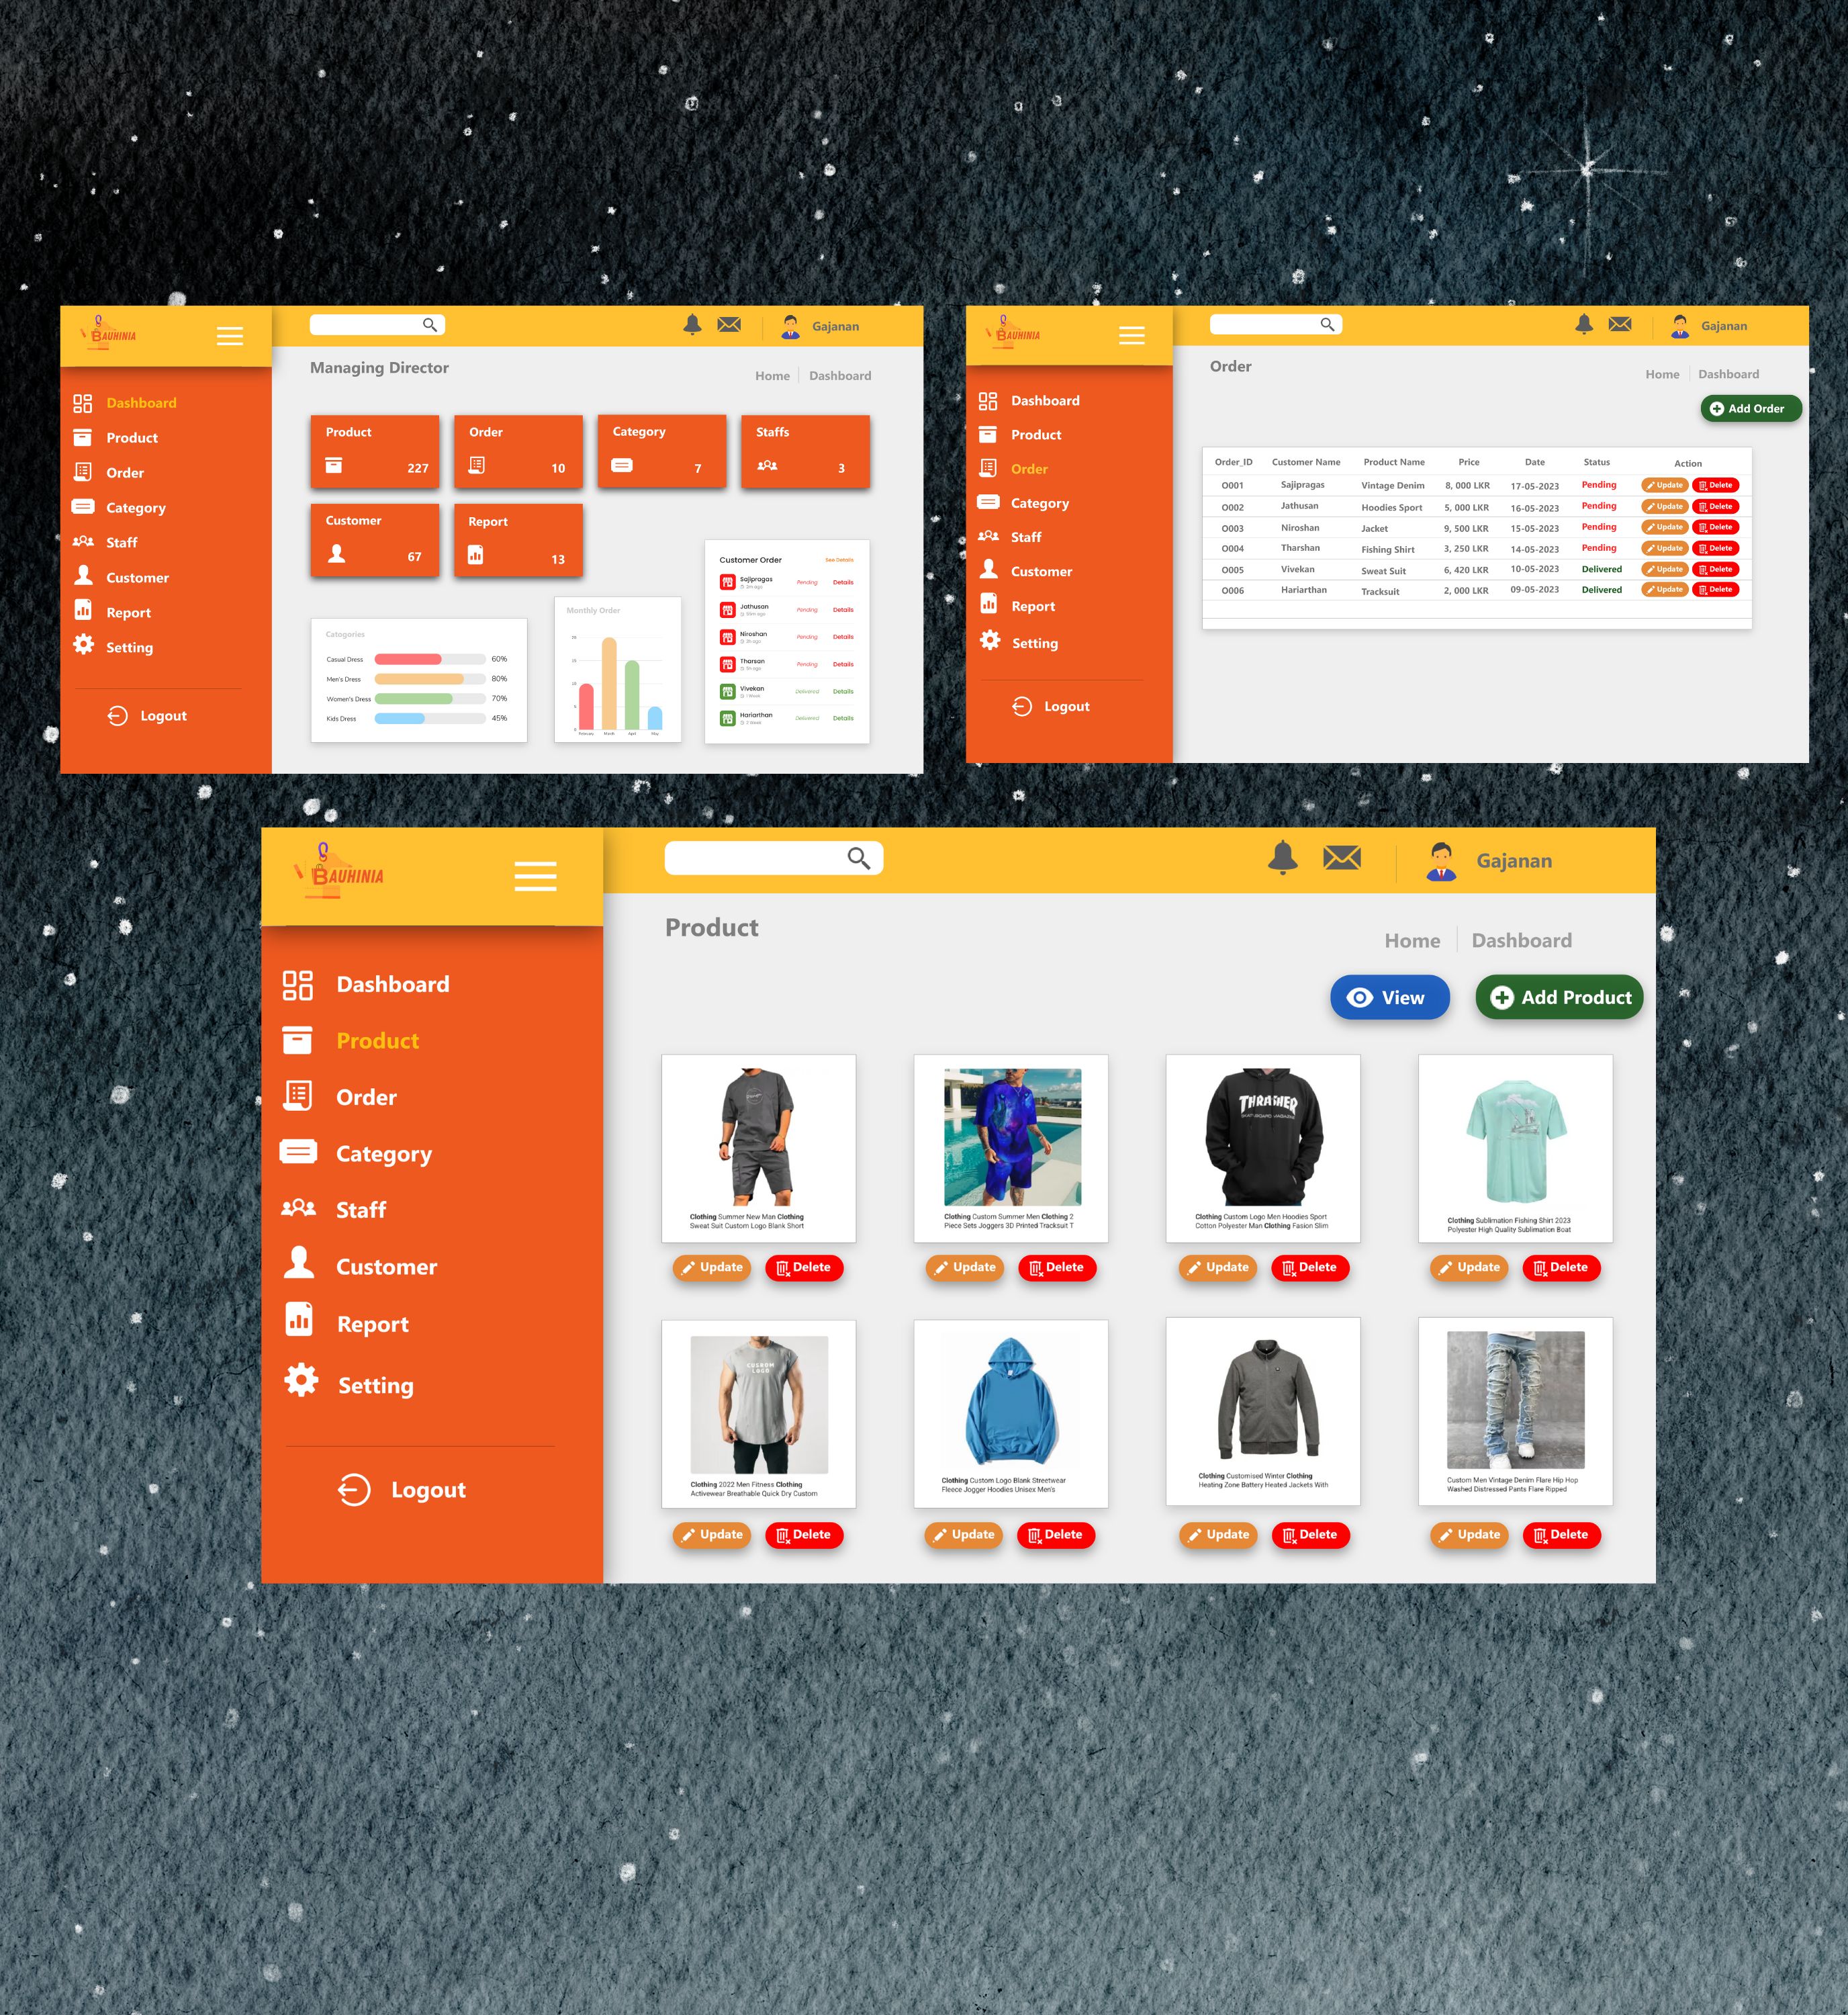 BAUHINIA
Gajanan
Managing Director
Home Dashboard
Dashboard
Product
Order
Category
Staff
Customer
Report
Setting
Logout
Product
227
Order
10
Category
7
Staffs
3
Customer
67
Report
13
Categories
Casual Dress 60%
Men's Dress 80%
Women's Dress 70%
Kids Dress 45%
Monthly Order
February March April May
Customer Order See Details
Sajipragas Pending Details
Jathusan Pending Details
Niroshan Pending Details
Tharsan Pending Details
Vivekan Delivered Details
1 Week
Hariarthan Delivered Details
2 Week
BAUHINIA
Gajanan
Order
Home Dashboard
Add Order
Dashboard
Product
Order
Category
Staff
Customer
Report
Setting
Logout
Order_ID Customer Name Product Name Price Date Status Action
O001 Sajipragas Vintage Denim 8, 000 LKR 17-05-2023 Pending Update Delete
O002 Jathusan Hoodies Sport 5, 000 LKR 16-05-2023 Pending Update Delete
O003 Niroshan Jacket 9, 500 LKR 15-05-2023 Pending Update Delete
O004 Tharshan Fishing Shirt 3, 250 LKR 14-05-2023 Pending Update Delete
O005 Vivekan Sweat Suit 6, 420 LKR 10-05-2023 Delivered Update Delete
O006 Hariarthan Tracksuit 2, 000 LKR 09-05-2023 Delivered Update Delete
BAUHINIA
Gajanan
Product
Home Dashboard
View Add Product
Dashboard
Product
Order
Category
Staff
Customer
Report
Setting
Logout
Clothing Summer New Man Clothing
Sweat Suit Custom Logo Blank Short
Update Delete
Clothing Custom Summer Men Clothing 2
Piece Sets Joggers 3D Printed Tracksuit T
Update Delete
THRASHER
SKATEBOARD MAGAZINE
Clothing Custom Logo Men Hoodies Sport
Cotton Polyester Man Clothing Fasion Slim
Update Delete
Clothing Sublimation Fishing Shirt 2023
Polyester High Quality Sublimation Boat
Update Delete
CUSROM
LOGO
Clothing 2022 Men Fitness Clothing
Activewear Breathable Quick Dry Custom
Update Delete
Clothing Custom Logo Blank Streetwear
Fleece Jogger Hoodies Unisex Men's
Update Delete
Clothing Customised Winter Clothing
Heating Zone Battery Heated Jackets With
Update Delete
Custom Men Vintage Denim Flare Hip Hop
Washed Distressed Pants Flare Ripped
Update Delete